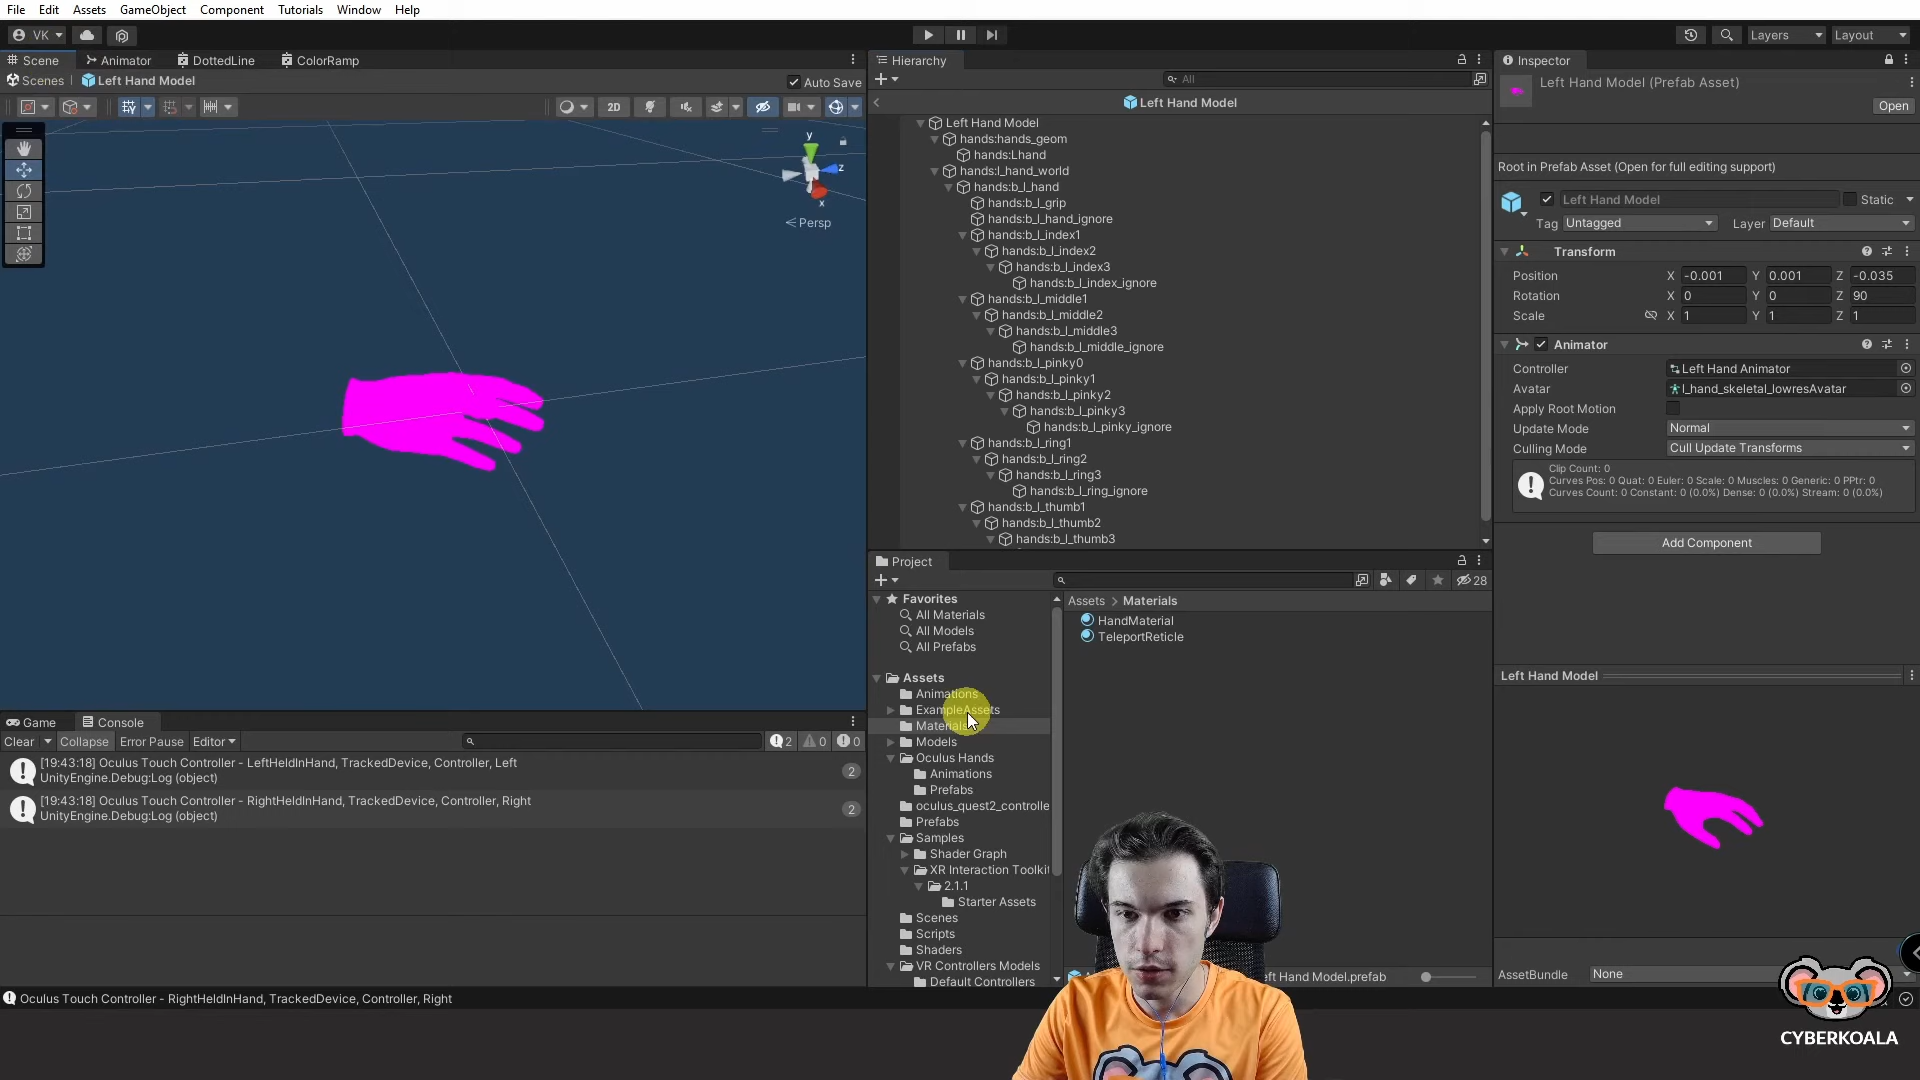 File Edit Assets GameObject Component Tutorials Window Help
VK
Layers
Layout
Scene
Animator
DottedLine
ColorRamp
Scenes
Left Hand Model
Auto Save
2D
y
z
x
Persp
Hierarchy
All
Left Hand Model
Left Hand Model
hands:hands_geom
hands:Lhand
hands:l_hand_world
hands:b_l_hand
hands:b_l_grip
hands:b_l_hand_ignore
hands:b_l_index1
hands:b_l_index2
hands:b_l_index3
hands:b_l_index_ignore
hands:b_l_middle1
hands:b_l_middle2
hands:b_l_middle3
hands:b_l_middle_ignore
hands:b_l_pinky0
hands:b_l_pinky1
hands:b_l_pinky2
hands:b_l_pinky3
hands:b_l_pinky_ignore
hands:b_l_ring1
hands:b_l_ring2
hands:b_l_ring3
hands:b_l_ring_ignore
hands:b_l_thumb1
hands:b_l_thumb2
hands:b_l_thumb3
Inspector
Left Hand Model (Prefab Asset)
Open
Root in Prefab Asset (Open for full editing support)
Left Hand Model
Static
Tag Untagged
Layer Default
Transform
Position X -0.001 Y 0.001 Z -0.035
Rotation X 0 Y 0 Z 90
Scale X 1 Y 1 Z 1
Animator
Controller Left Hand Animator
Avatar l_hand_skeletal_lowresAvatar
Apply Root Motion
Update Mode Normal
Culling Mode Cull Update Transforms
Clip Count: 0
Curves Pos: 0 Quat: 0 Euler: 0 Scale: 0 Muscles: 0 Generic: 0 PPtr: 0
Curves Count: 0 Constant: 0 (0.0%) Dense: 0 (0.0%) Stream: 0 (0.0%)
Add Component
Left Hand Model
AssetBundle None
Project
28
Favorites
All Materials
All Models
All Prefabs
Assets
Animations
ExampleAssets
Materials
Models
Oculus Hands
Animations
Prefabs
oculus_quest2_controlle
Prefabs
Samples
Shader Graph
XR Interaction Toolkit
2.1.1
Starter Assets
Scenes
Scripts
Shaders
VR Controllers Models
Default Controllers
Assets > Materials
HandMaterial
TeleportReticle
eft Hand Model.prefab
Game
Console
Clear Collapse Error Pause Editor
2 0 0
[19:43:18] Oculus Touch Controller - LeftHeldInHand, TrackedDevice, Controller, Left
UnityEngine.Debug:Log (object)
2
[19:43:18] Oculus Touch Controller - RightHeldInHand, TrackedDevice, Controller, Right
UnityEngine.Debug:Log (object)
2
Oculus Touch Controller - RightHeldInHand, TrackedDevice, Controller, Right
CYBERKOALA